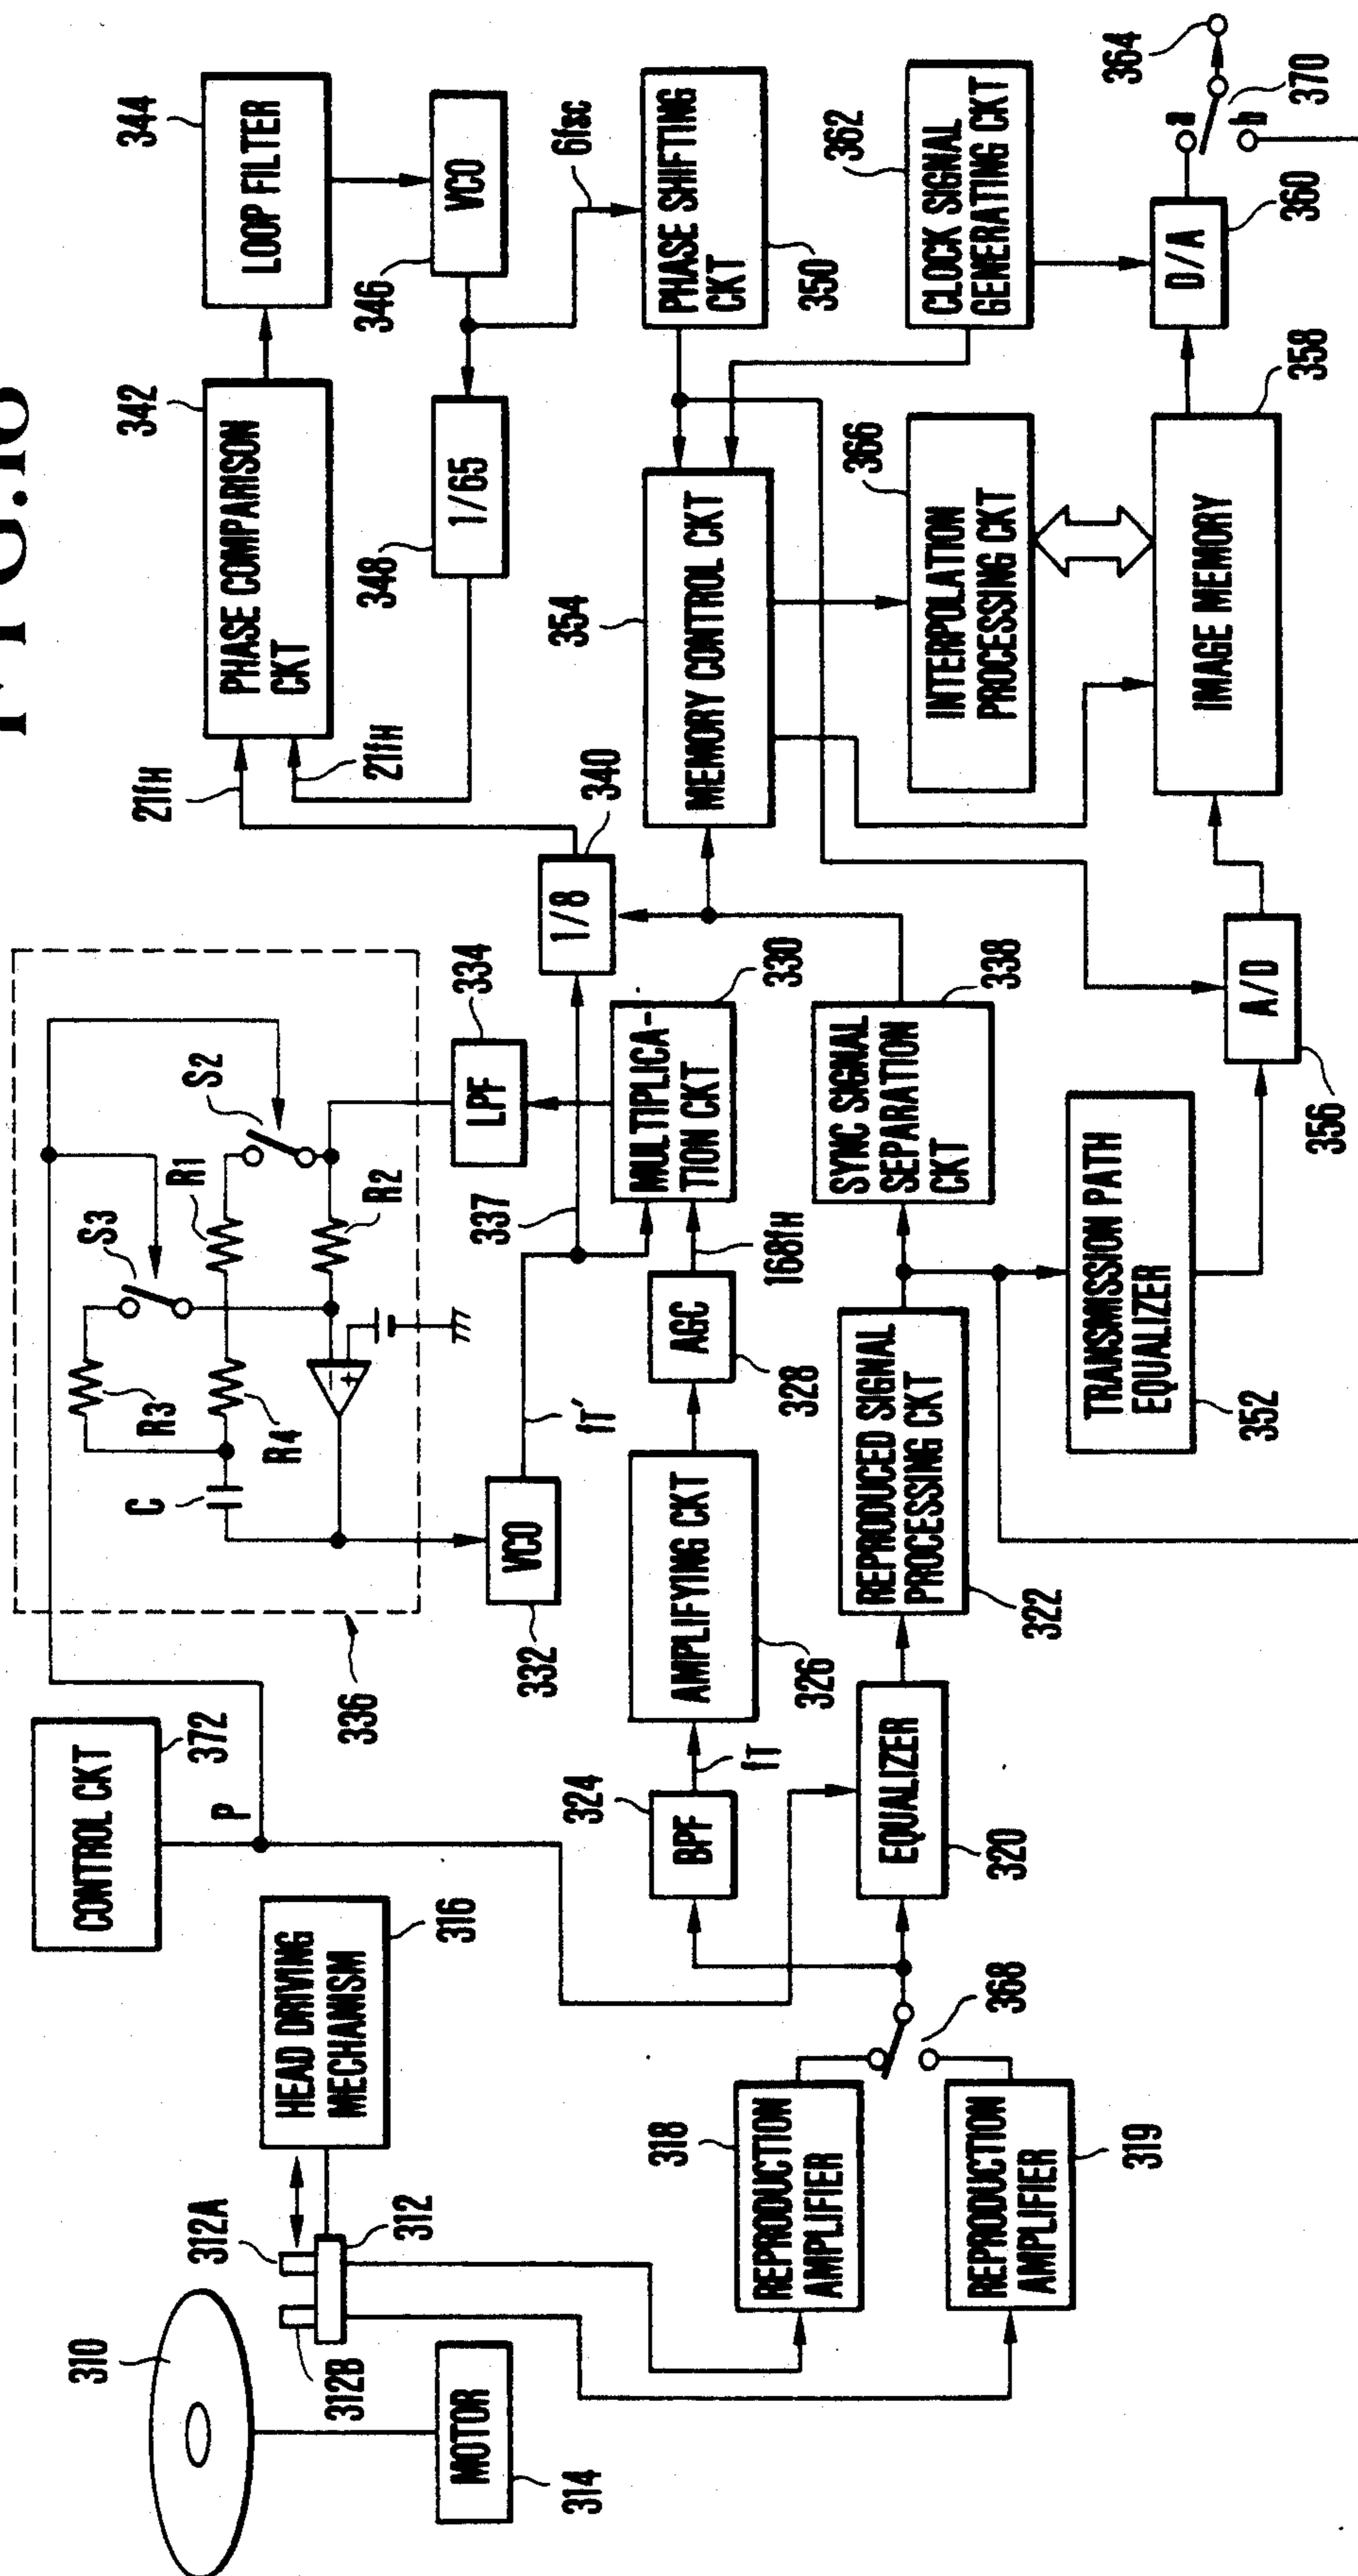 FIG.18
310
312A
312B
312
MOTOR
314
HEAD DRIVING
MECHANISM
316
CONTROL CKT
372
P
336
C
R3
R4
S3
R1
S2
R2
332
VCO
fT'
337
LPF
334
REPRODUCTION
AMPLIFIER
318
REPRODUCTION
AMPLIFIER
319
368
BPF
324
fT
AMPLIFYING CKT
326
AGC
328
168fH
MULTIPLICA-
TION CKT
330
EQUALIZER
320
REPRODUCED SIGNAL
PROCESSING CKT
322
SYNC SIGNAL
SEPARATION
CKT
338
TRANSMISSION PATH
EQUALIZER
352
A/D
356
1/8
340
21fH
21fH
PHASE COMPARISON
CKT
342
LOOP FILTER
344
VCO
346
1/65
348
6fsc
PHASE SHIFTING
CKT
350
MEMORY CONTROL CKT
354
CLOCK SIGNAL
GENERATING CKT
362
INTERPOLATION
PROCESSING CKT
366
IMAGE MEMORY
358
D/A
360
a
b
370
364